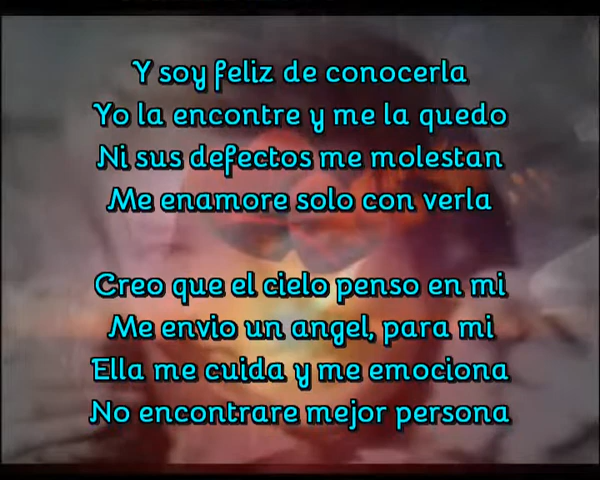 Y soy feliz de conocerla
Yo la encontre y me la quedo
Ni sus defectos me molestan
Me enamore solo con verla
Creo que el cielo penso en mi
Me envio un angel, para mi
Ella me cuida y me emociona
No encontrare mejor persona